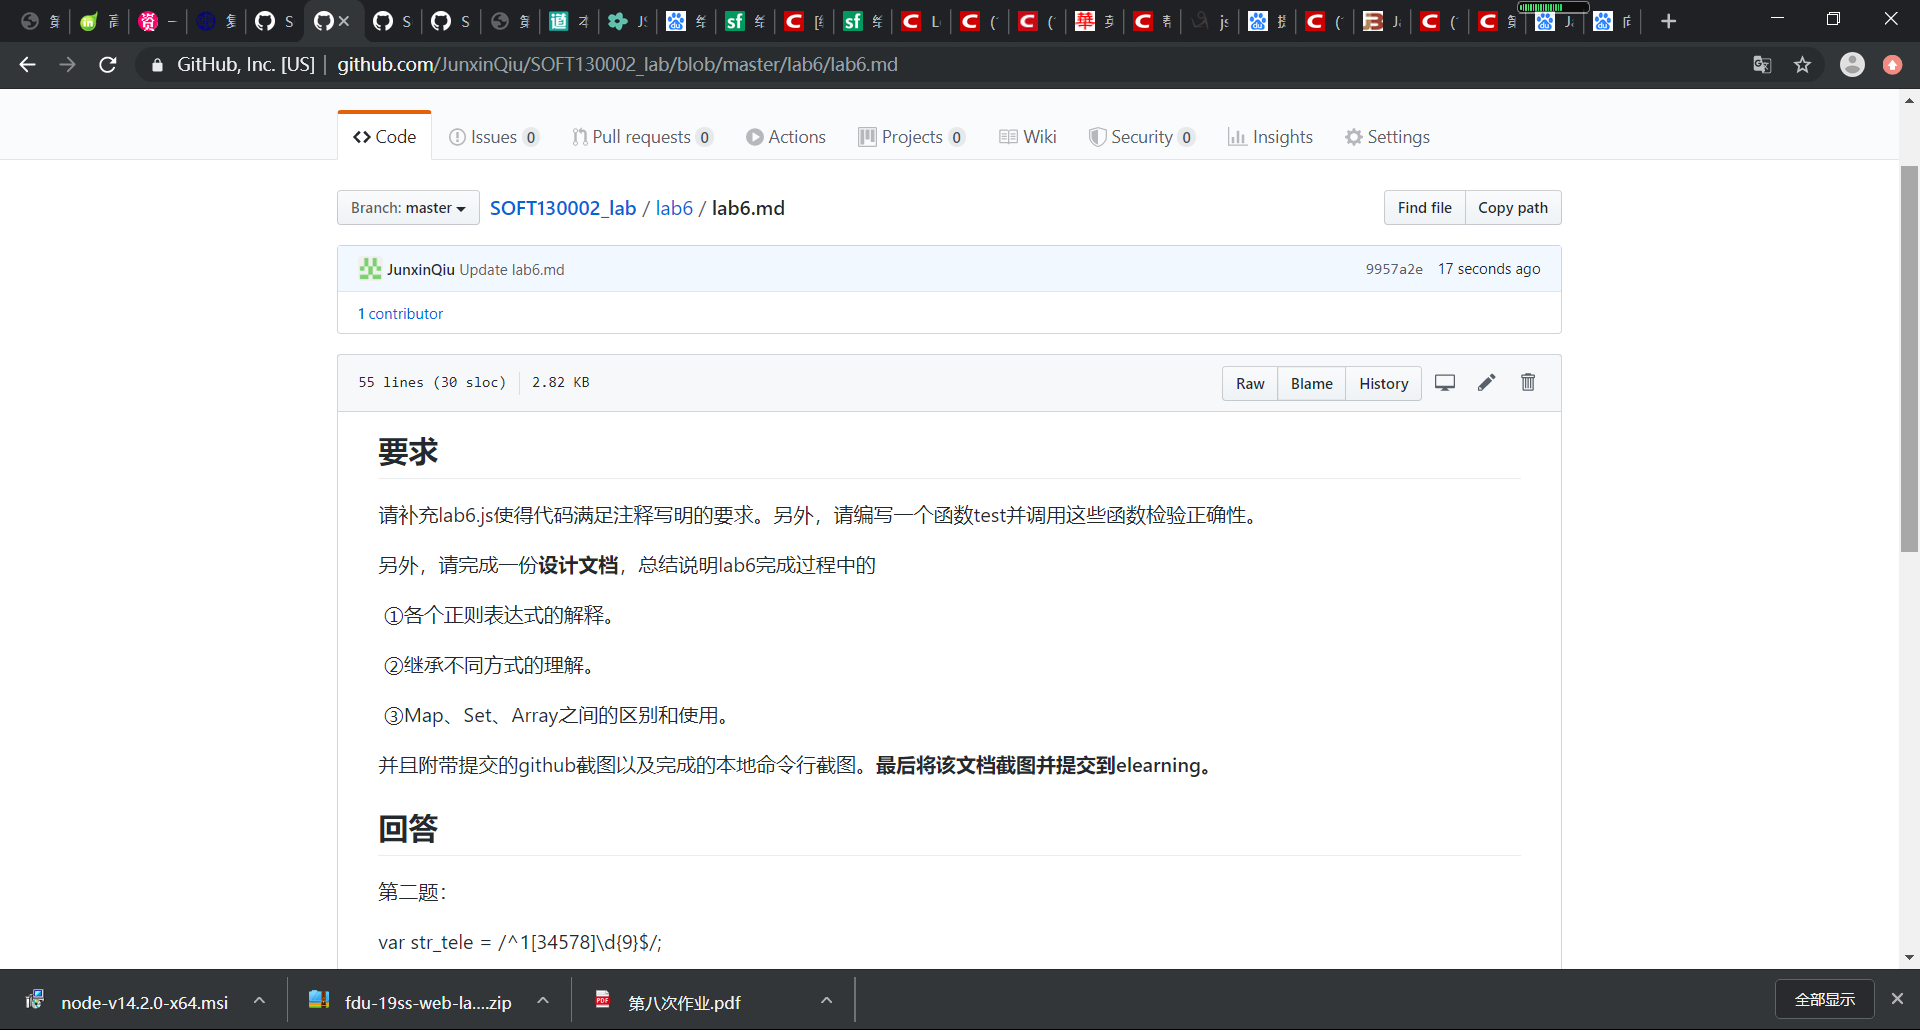 GitHub, Inc. [US] | github.com/JunxinQiu/SOFT130002_lab/blob/master/lab6/lab6.md
Code Issues 0 Pull requests 0 Actions Projects 0 Wiki Security 0 Insights Settings
Branch: master SOFT130002_lab / lab6 / lab6.md Find file Copy path
JunxinQiu Update lab6.md 9957a2e 17 seconds ago
1 contributor
55 lines (30 sloc) 2.82 KB Raw Blame History
要求
请补充lab6.js使得代码满足注释写明的要求。另外，请编写一个函数test并调用这些函数检验正确性。
另外，请完成一份设计文档，总结说明lab6完成过程中的
①各个正则表达式的解释。
②继承不同方式的理解。
③Map、Set、Array之间的区别和使用。
并且附带提交的github截图以及完成的本地命令行截图。最后将该文档截图并提交到elearning。
回答
第二题：
var str_tele = /^1[34578]\d{9}$/;
node-v14.2.0-x64.msi fdu-19ss-web-la....zip 第八次作业.pdf 全部显示